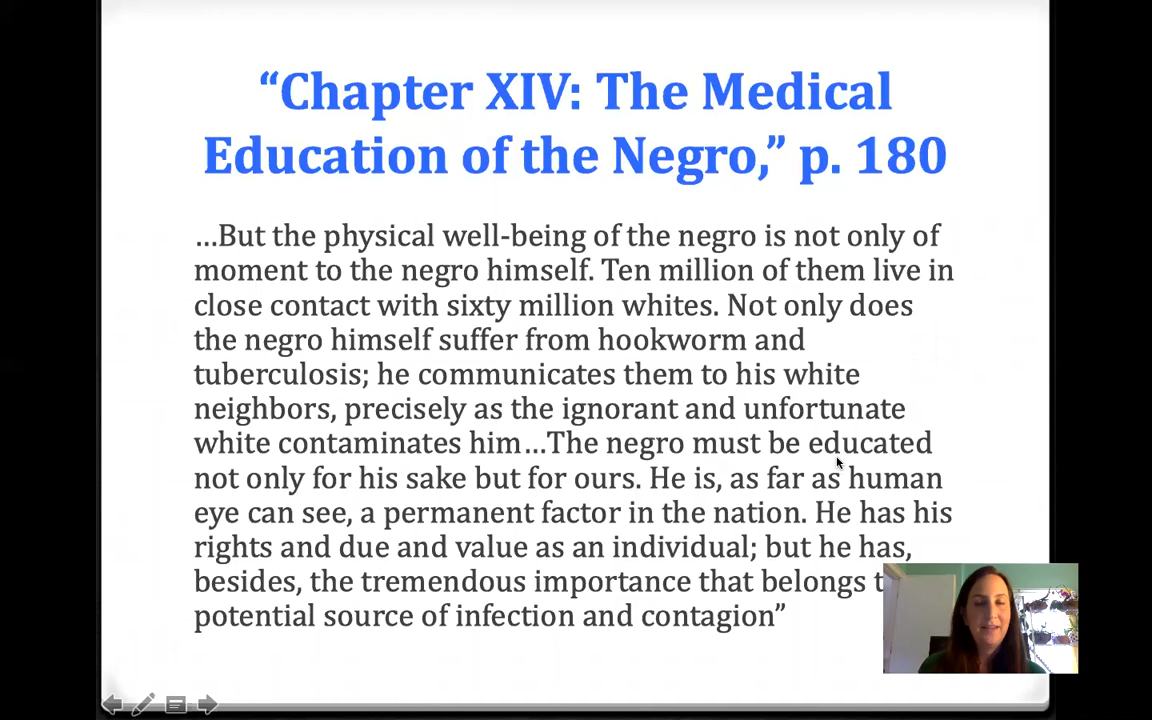 “Chapter XIV: The Medical
Education of the Negro,” p. 180
…But the physical well-being of the negro is not only of
moment to the negro himself. Ten million of them live in
close contact with sixty million whites. Not only does
the negro himself suffer from hookworm and
tuberculosis; he communicates them to his white
neighbors, precisely as the ignorant and unfortunate
white contaminates him…The negro must be educated
not only for his sake but for ours. He is, as far as human
eye can see, a permanent factor in the nation. He has his
rights and due and value as an individual; but he has,
besides, the tremendous importance that belongs
potential source of infection and contagion”